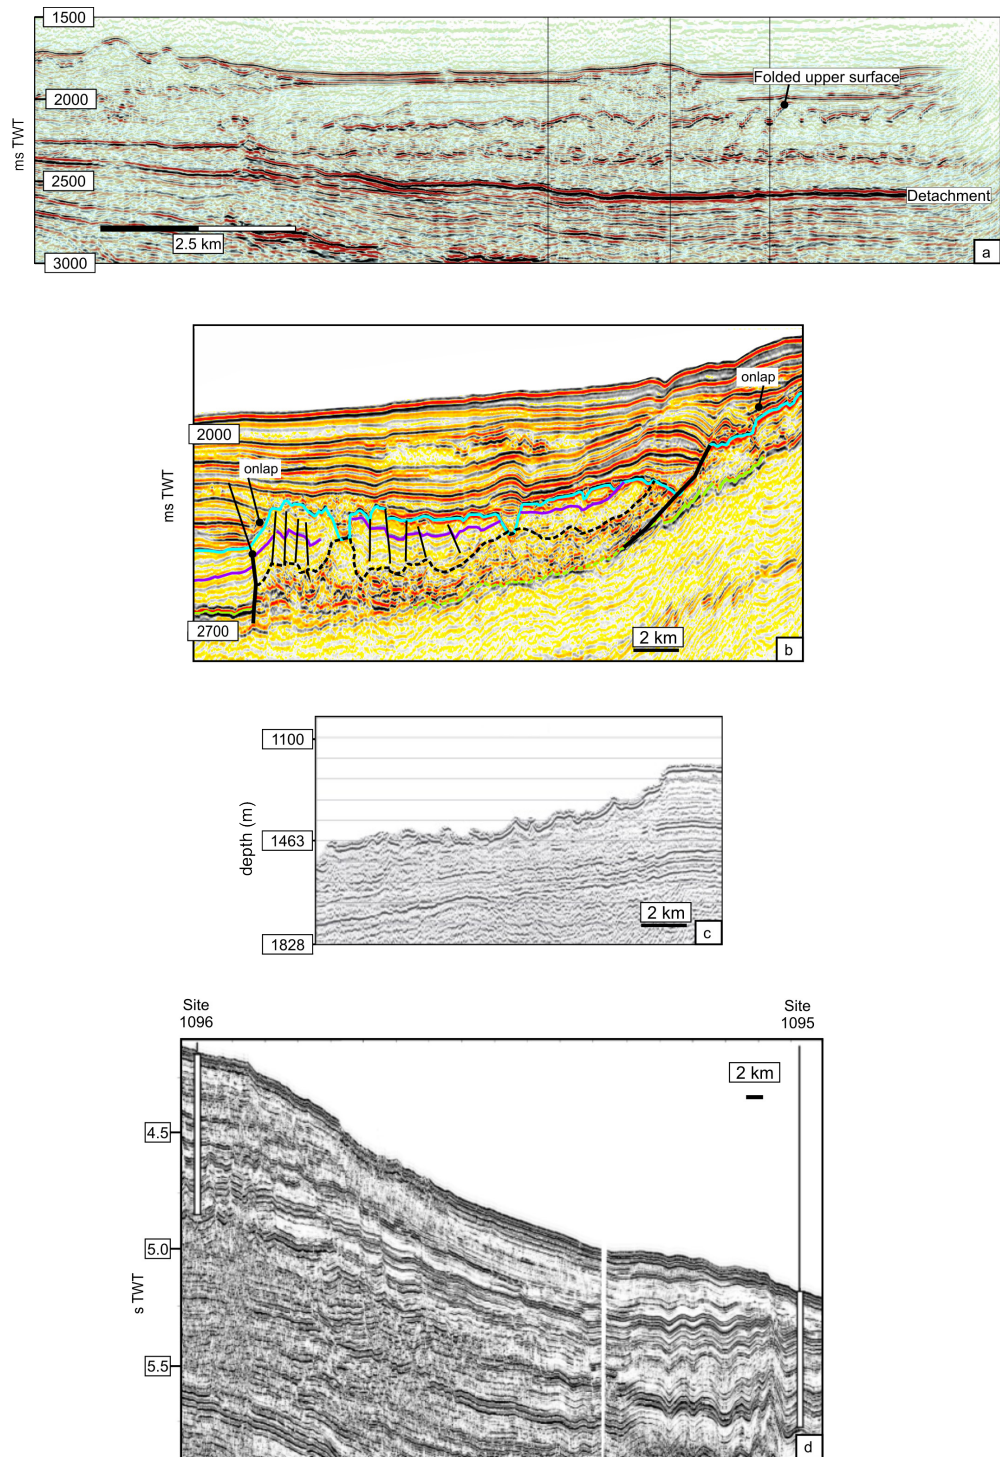 1500
2000
2500
3000
ms TWT
Folded upper surface
Detachment
2.5 km
a
onlap
2000
onlap
ms TWT
2700
2 km
b
1100
depth (m)
1463
2 km
1828
c
Site
1096
Site
1095
2 km
4.5
5.0
s TWT
5.5
d